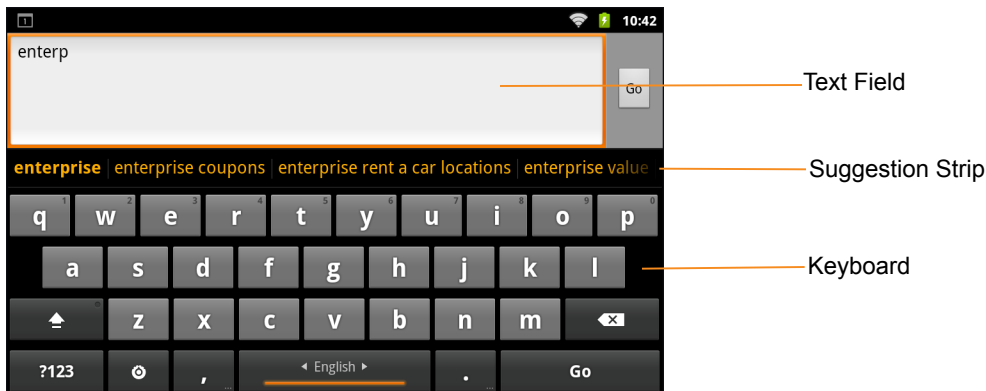 1 10:42
enterp
Go
Text Field
enterprise enterprise coupons enterprise rent a car locations enterprise value
Suggestion Strip
q 1 w 2 e 3 r 4 t 5 y 6 u 7 i 8 o 9 p 0
a s d f g h j k l
Keyboard
@ z x c v b n m
?123 , ... English . ... Go